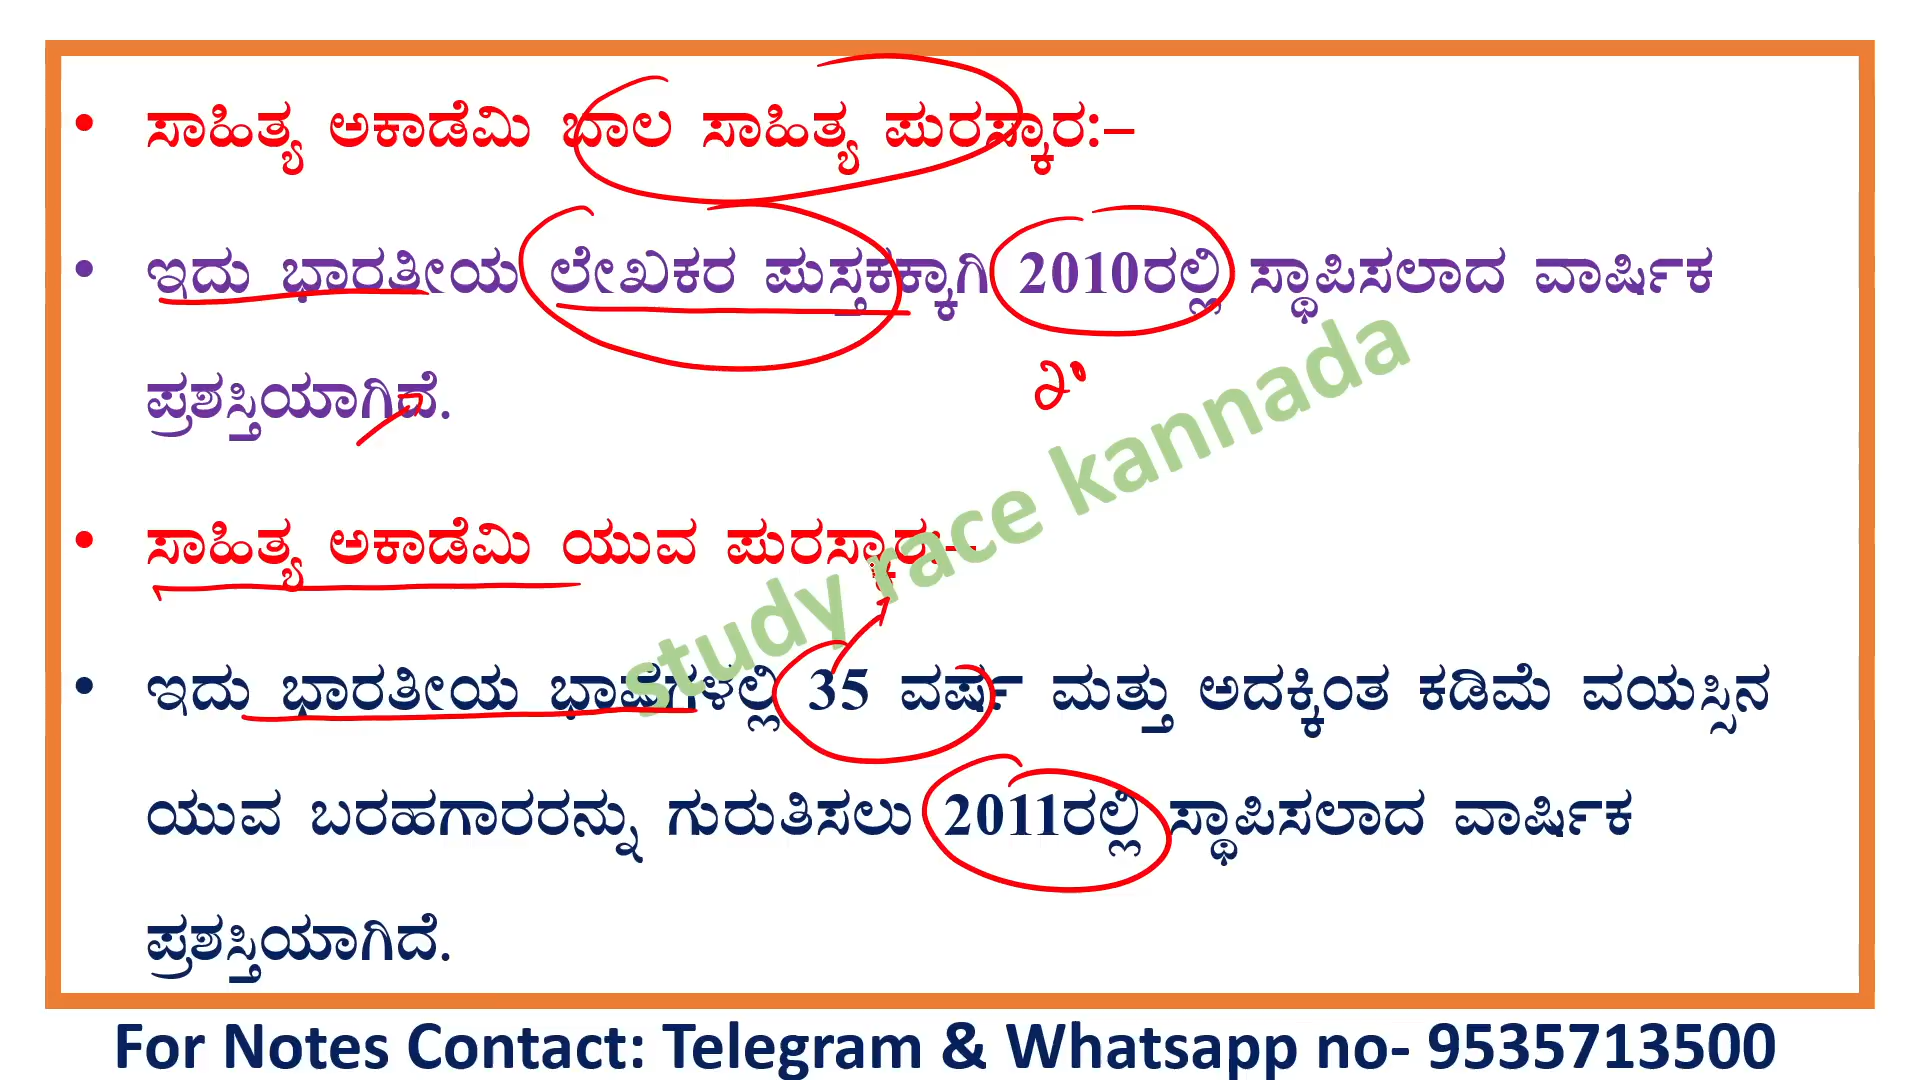 • ಸಾಹಿತ್ಯ ಅಕಾಡೆಮಿ ಬಾಲ ಸಾಹಿತ್ಯ ಪುರಸ್ಕಾರ:–
• ಇದು ಭಾರತೀಯ ಲೇಖಕರ ಪುಸ್ತಕಕ್ಕಾಗಿ 2010ರಲ್ಲಿ ಸ್ಥಾಪಿಸಲಾದ ವಾರ್ಷಿಕ
ಪ್ರಶಸ್ತಿಯಾಗಿದೆ.
• ಸಾಹಿತ್ಯ ಅಕಾಡೆಮಿ ಯುವ ಪುರಸ್ಕಾರ:–
• ಇದು ಭಾರತೀಯ ಭಾಷೆಗಳಲ್ಲಿ 35 ವರ್ಷ ಮತ್ತು ಅದಕ್ಕಿಂತ ಕಡಿಮೆ ವಯಸ್ಸಿನ
ಯುವ ಬರಹಗಾರರನ್ನು ಗುರುತಿಸಲು 2011ರಲ್ಲಿ ಸ್ಥಾಪಿಸಲಾದ ವಾರ್ಷಿಕ
ಪ್ರಶಸ್ತಿಯಾಗಿದೆ.
study race kannada
For Notes Contact: Telegram & Whatsapp no- 9535713500